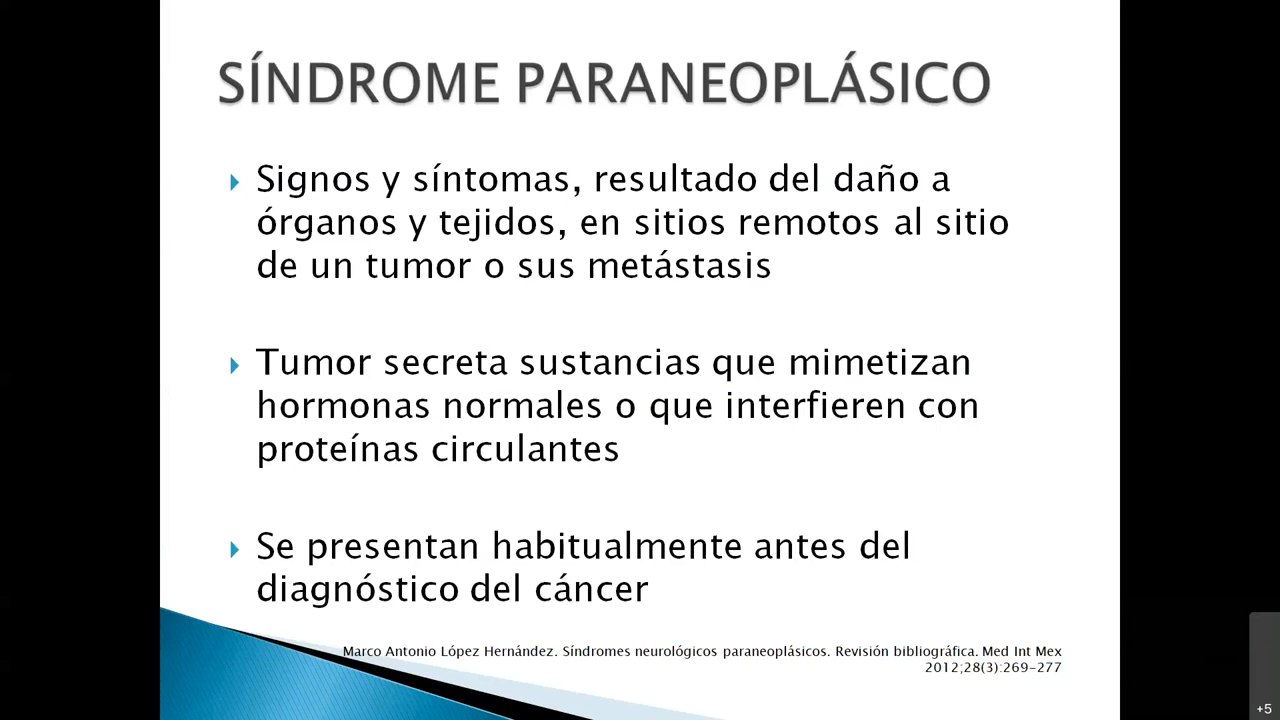 SÍNDROME PARANEOPLÁSICO
Signos y síntomas, resultado del daño a
órganos y tejidos, en sitios remotos al sitio
de un tumor o sus metástasis
Tumor secreta sustancias que mimetizan
hormonas normales o que interfieren con
proteínas circulantes
Se presentan habitualmente antes del
diagnóstico del cáncer
Marco Antonio López Hernández. Síndromes neurológicos paraneoplásicos. Revisión bibliográfica. Med Int Mex
2012;28(3):269-277
+5